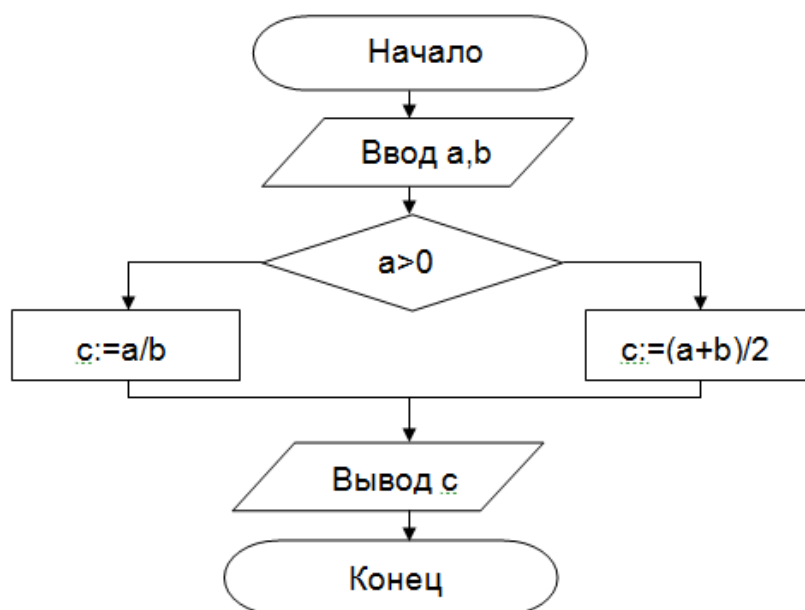 Начало
Ввод a,b
a>0
c:=a/b
c:=(a+b)/2
Вывод c
Конец